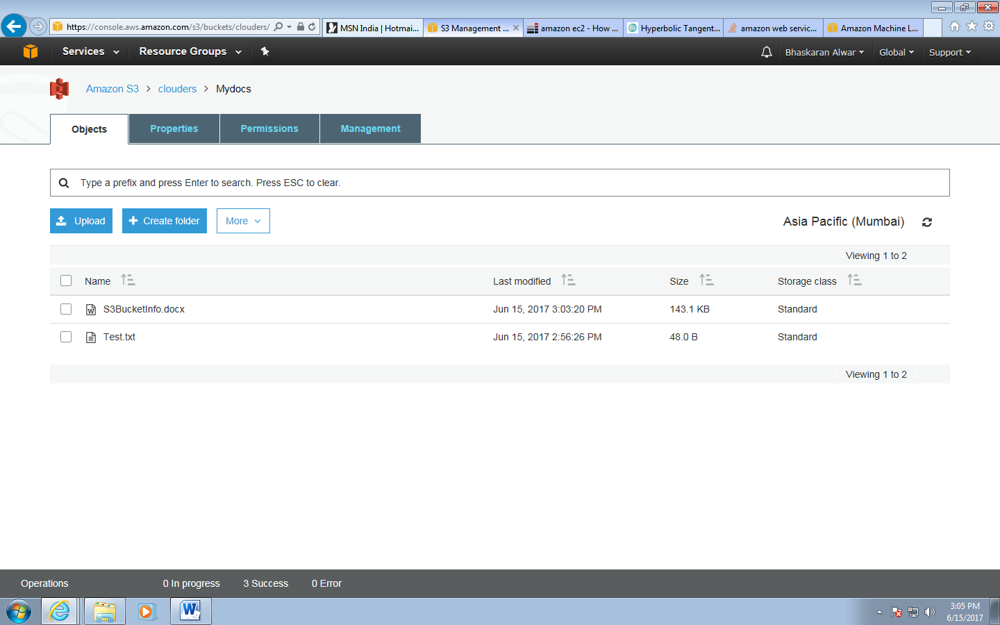 https://console.aws.amazon.com/s3/buckets/clouders/
MSN India | Hotmai...
S3 Management ...
amazon ec2 - How ...
Hyperbolic Tangent...
amazon web servic...
Amazon Machine L...
Services
Resource Groups
Bhaskaran Alwar
Global
Support
Amazon S3 > clouders > Mydocs
Objects
Properties
Permissions
Management
Type a prefix and press Enter to search. Press ESC to clear.
Upload
Create folder
More
Asia Pacific (Mumbai)
Viewing 1 to 2
Name Last modified Size Storage class
S3BucketInfo.docx Jun 15, 2017 3:03:20 PM 143.1 KB Standard
Test.txt Jun 15, 2017 2:56:26 PM 48.0 B Standard
Viewing 1 to 2
Operations 0 In progress 3 Success 0 Error
3:05 PM
6/15/2017